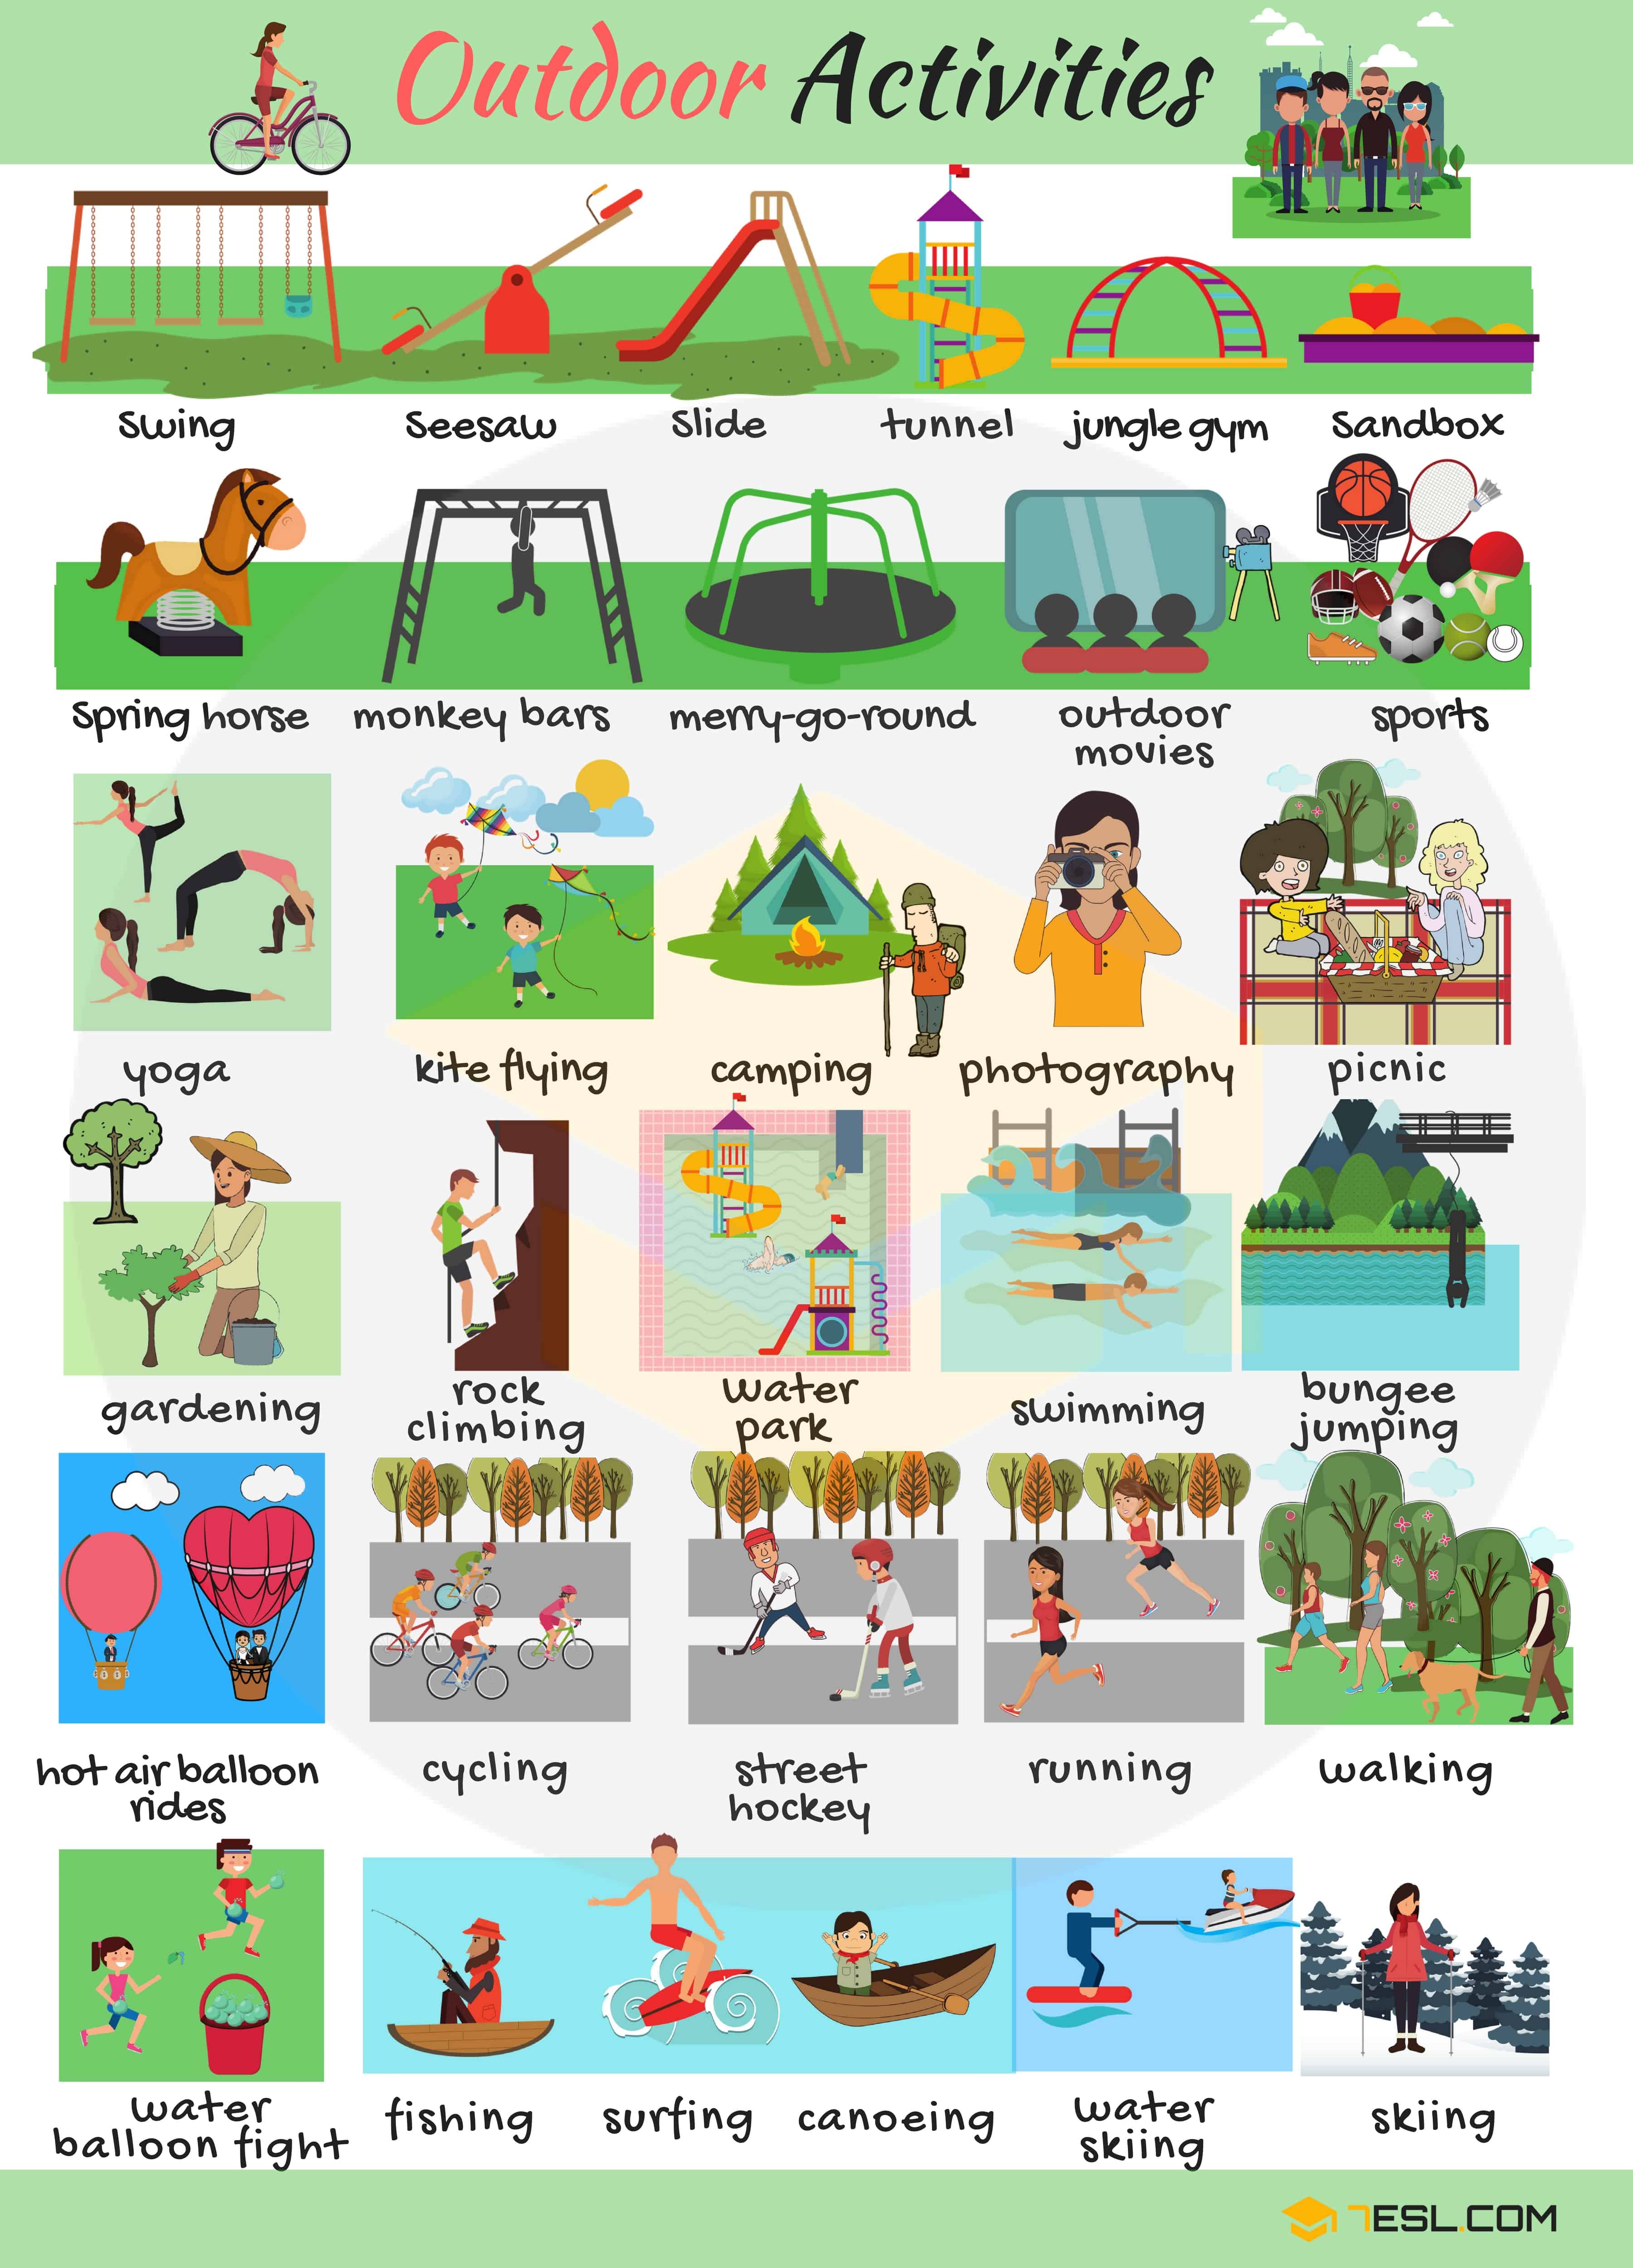 Outdoor Activities
Swing Seesaw Slide tunnel jungle gym Sandbox
Spring horse monkey bars merry-go-round outdoor movies sports
yoga kite flying camping photography picnic
gardening rock climbing water park swimming bungee jumping
hot air balloon rides cycling street hockey running walking
water balloon fight fishing surfing canoeing water skiing skiing
7ESL.COM